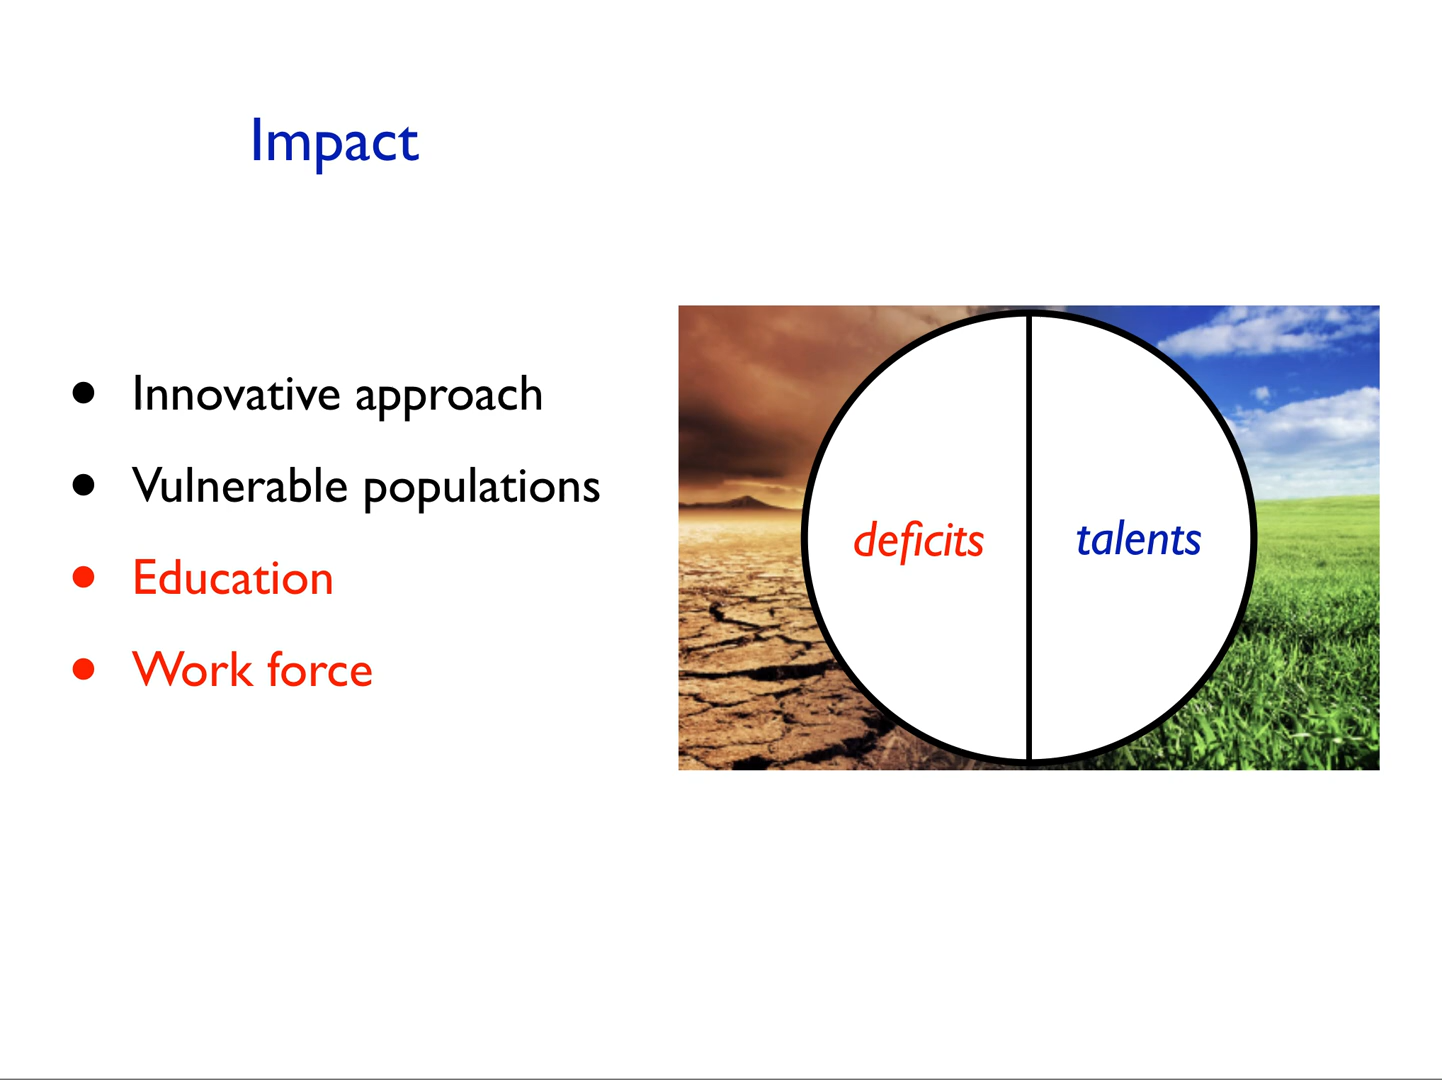 Impact
• Innovative approach
• Vulnerable populations
• Education
• Work force
deficits
talents